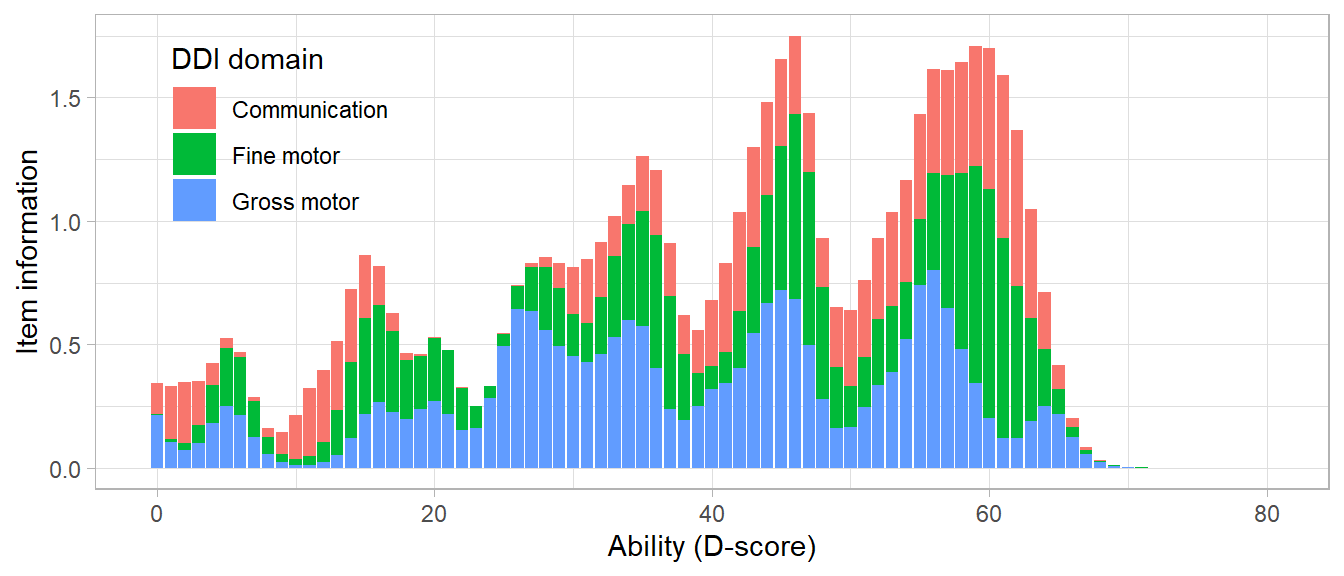 DDI domain
Communication
Fine motor
Gross motor
Item information
1.5
1.0
0.5
0.0
0 20 40 60 80
Ability (D-score)